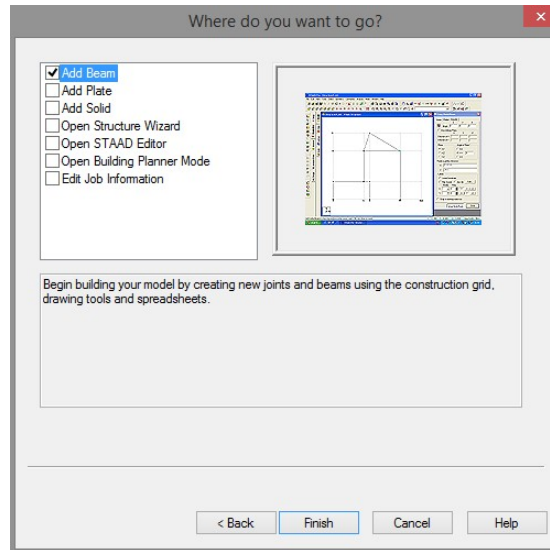 Where do you want to go?
Add Beam
Add Plate
Add Solid
Open Structure Wizard
Open STAAD Editor
Open Building Planner Mode
Edit Job Information
Begin building your model by creating new joints and beams using the construction grid,
drawing tools and spreadsheets.
< Back
Finish
Cancel
Help